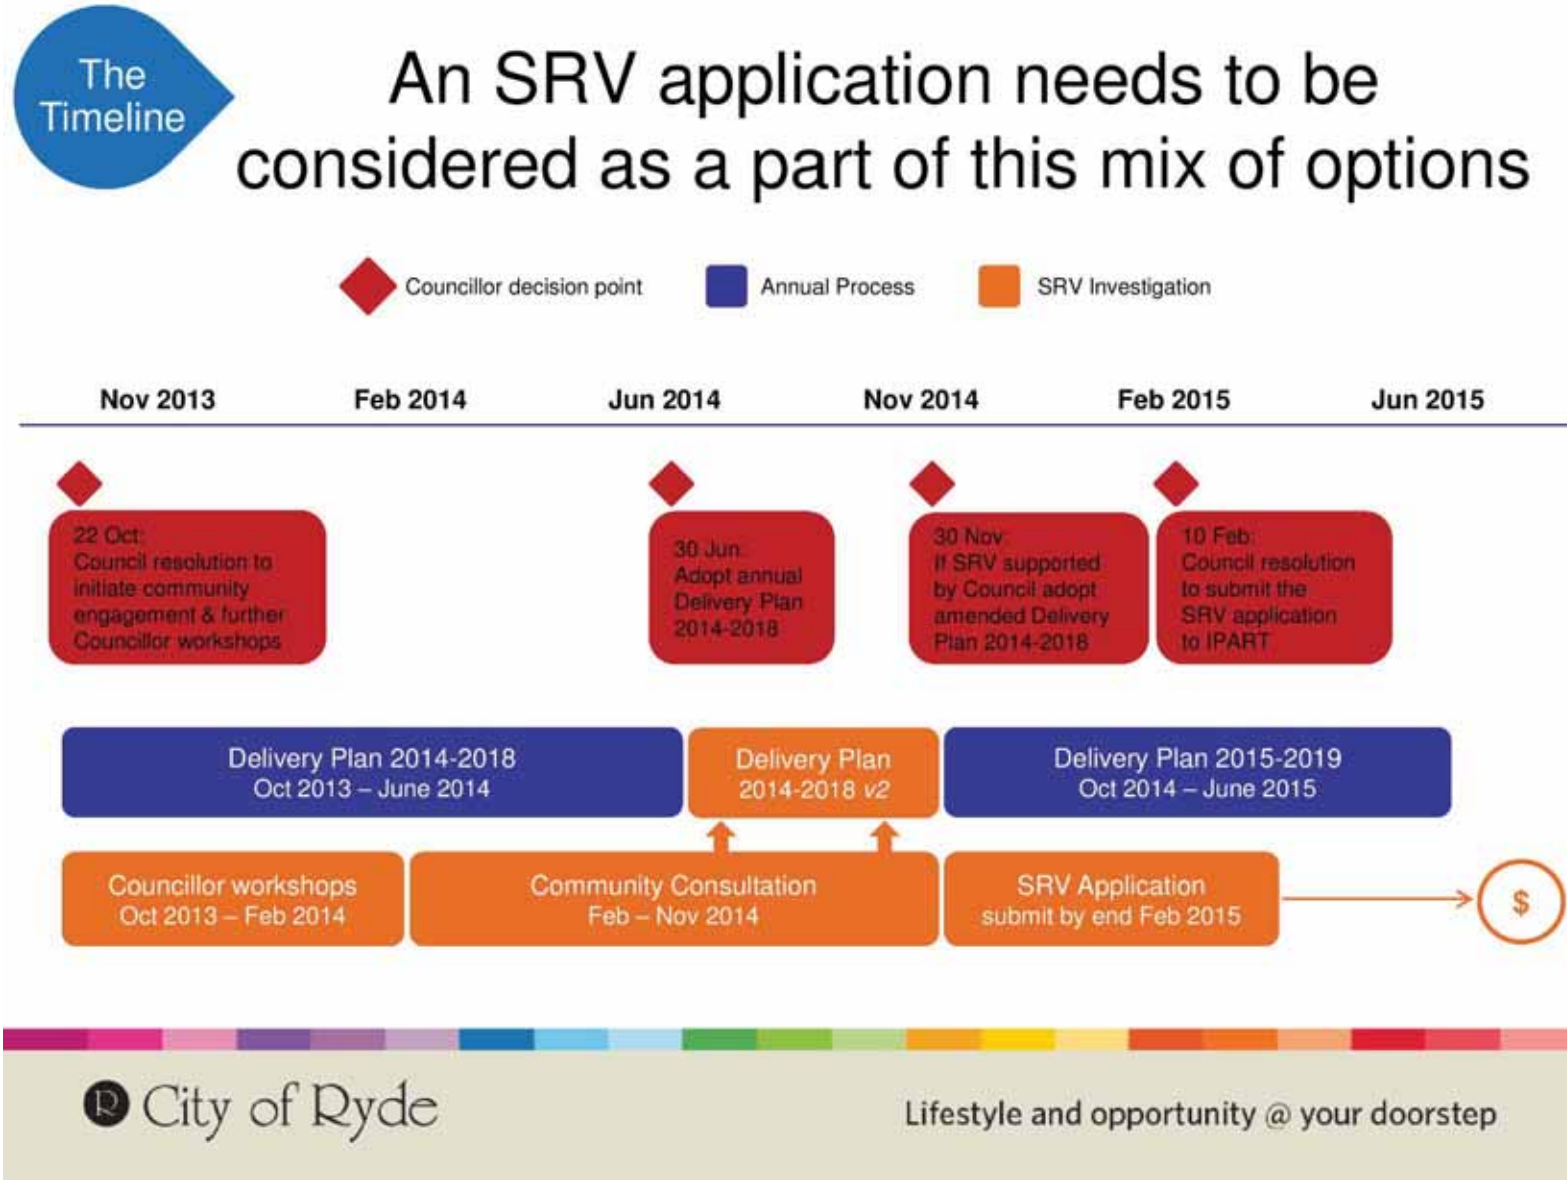 The
Timeline
An SRV application needs to be
considered as a part of this mix of options
Councillor decision point
Annual Process
SRV Investigation
Nov 2013
Feb 2014
Jun 2014
Nov 2014
Feb 2015
Jun 2015
22 Oct:
Council resolution to
initiate community
engagement & further
Councillor workshops
30 Jun:
Adopt annual
Delivery Plan
2014-2018
30 Nov:
If SRV supported
by Council adopt
amended Delivery
Plan 2014-2018
10 Feb:
Council resolution
to submit the
SRV application
to IPART
Delivery Plan 2014-2018
Oct 2013 – June 2014
Delivery Plan
2014-2018 v2
Delivery Plan 2015-2019
Oct 2014 – June 2015
Councillor workshops
Oct 2013 – Feb 2014
Community Consultation
Feb – Nov 2014
SRV Application
submit by end Feb 2015
$
R City of Ryde
Lifestyle and opportunity @ your doorstep